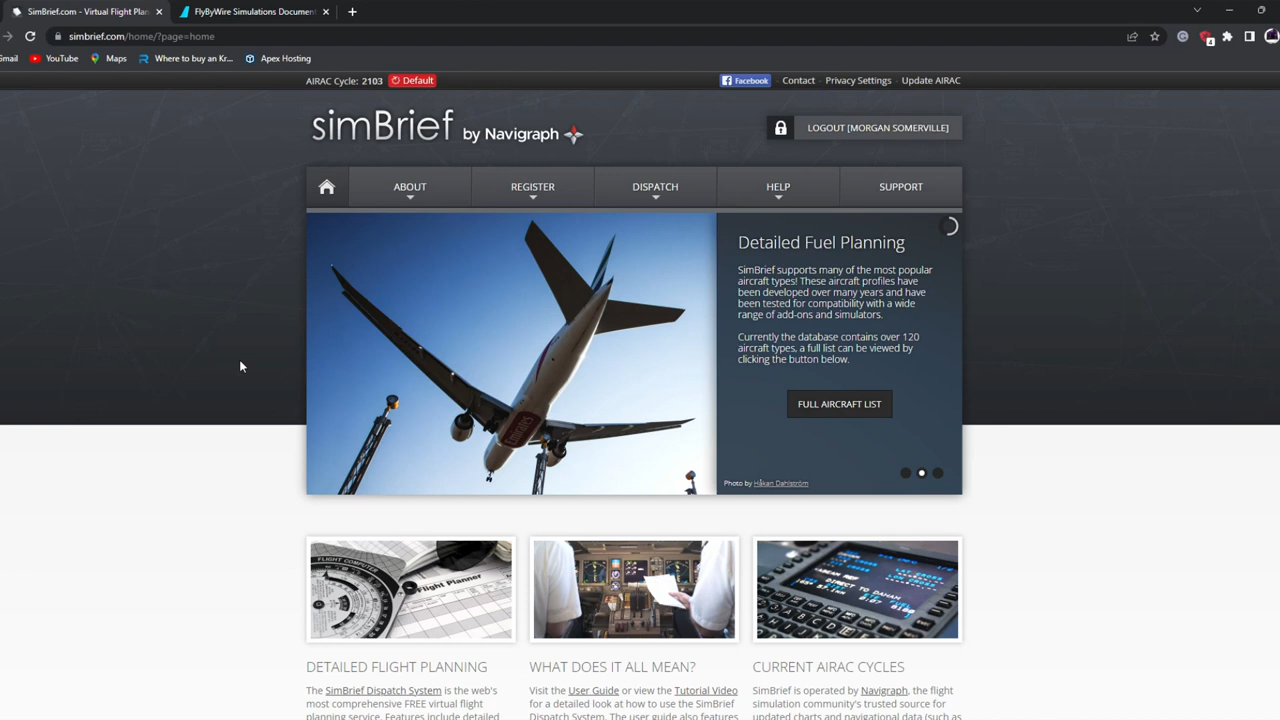 SimBrief.com - Virtual Flight Plan
FlyByWire Simulations Document
simbrief.com/home/?page=home
4
Gmail
YouTube
Maps
Where to buy an Kr...
Apex Hosting
AIRAC Cycle: 2103 Default
Facebook · Contact · Privacy Settings · Update AIRAC
simBrief by Navigraph
LOGOUT [MORGAN SOMERVILLE]
ABOUT
REGISTER
DISPATCH
HELP
SUPPORT
Detailed Fuel Planning
SimBrief supports many of the most popular
aircraft types! These aircraft profiles have
been developed over many years and have
been tested for compatibility with a wide
range of add-ons and simulators.
Currently the database contains over 120
aircraft types, a full list can be viewed by
clicking the button below.
FULL AIRCRAFT LIST
Emirates
Photo by Håkan Dahlström
FLIGHT COMPUTER
Flight Planner
DIRECT TO
DETAILED FLIGHT PLANNING
The SimBrief Dispatch System is the web's
most comprehensive FREE virtual flight
planning service. Features include detailed
WHAT DOES IT ALL MEAN?
Visit the User Guide or view the Tutorial Video
for a detailed look at how to use the SimBrief
Dispatch System. The user guide also features
CURRENT AIRAC CYCLES
SimBrief is operated by Navigraph, the flight
simulation community's trusted source for
updated charts and navigational data (such as